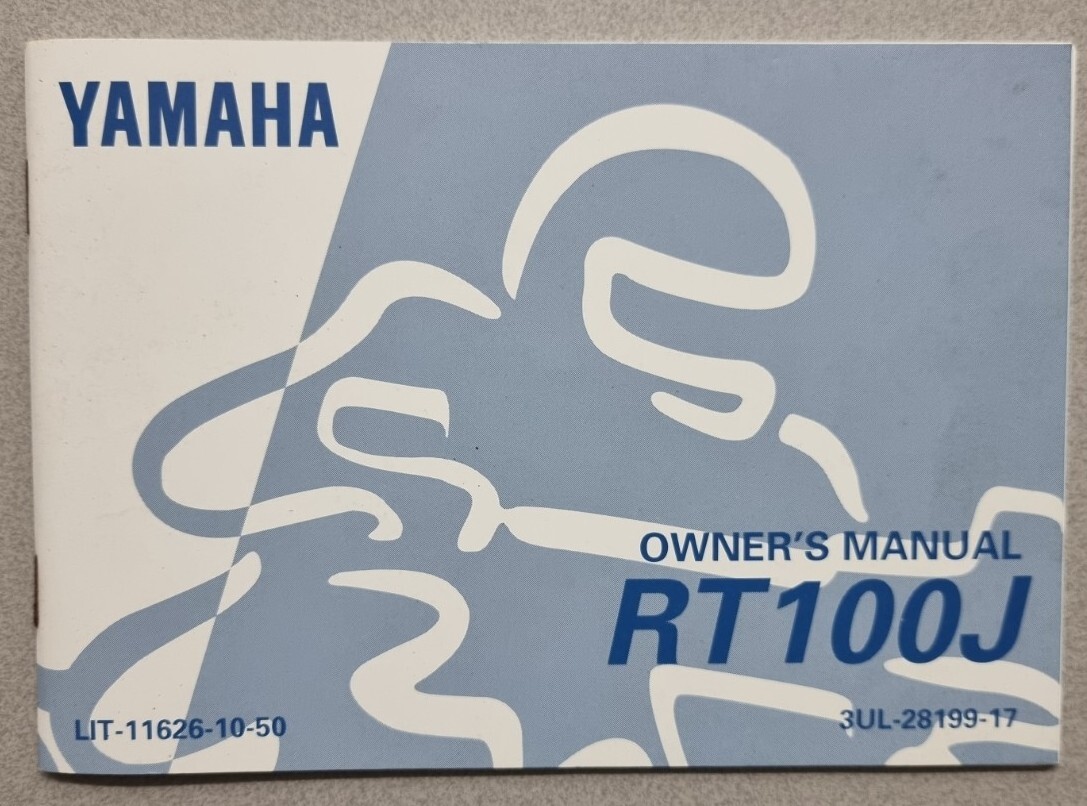 YAMAHA
OWNER'S MANUAL
RT100J
LIT-11626-10-50
3UL-28199-17